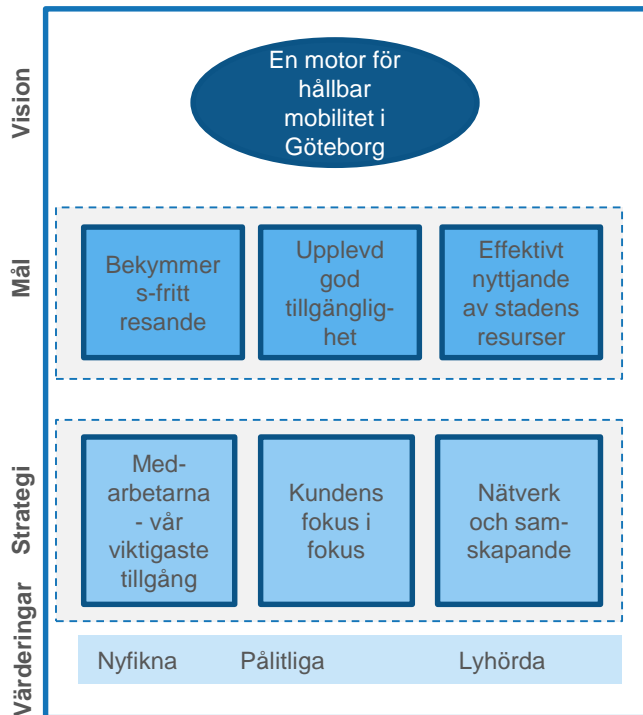 Vision
En motor för
hållbar
mobilitet i
Göteborg
Mål
Bekymmer
s-fritt
resande
Upplevd
god
tillgänglig-
het
Effektivt
nyttjande
av stadens
resurser
Strategi
Med-
arbetarna
- vår
viktigaste
tillgång
Kundens
fokus i
fokus
Nätverk
och sam-
skapande
Värderingar
Nyfikna Pålitliga Lyhörda